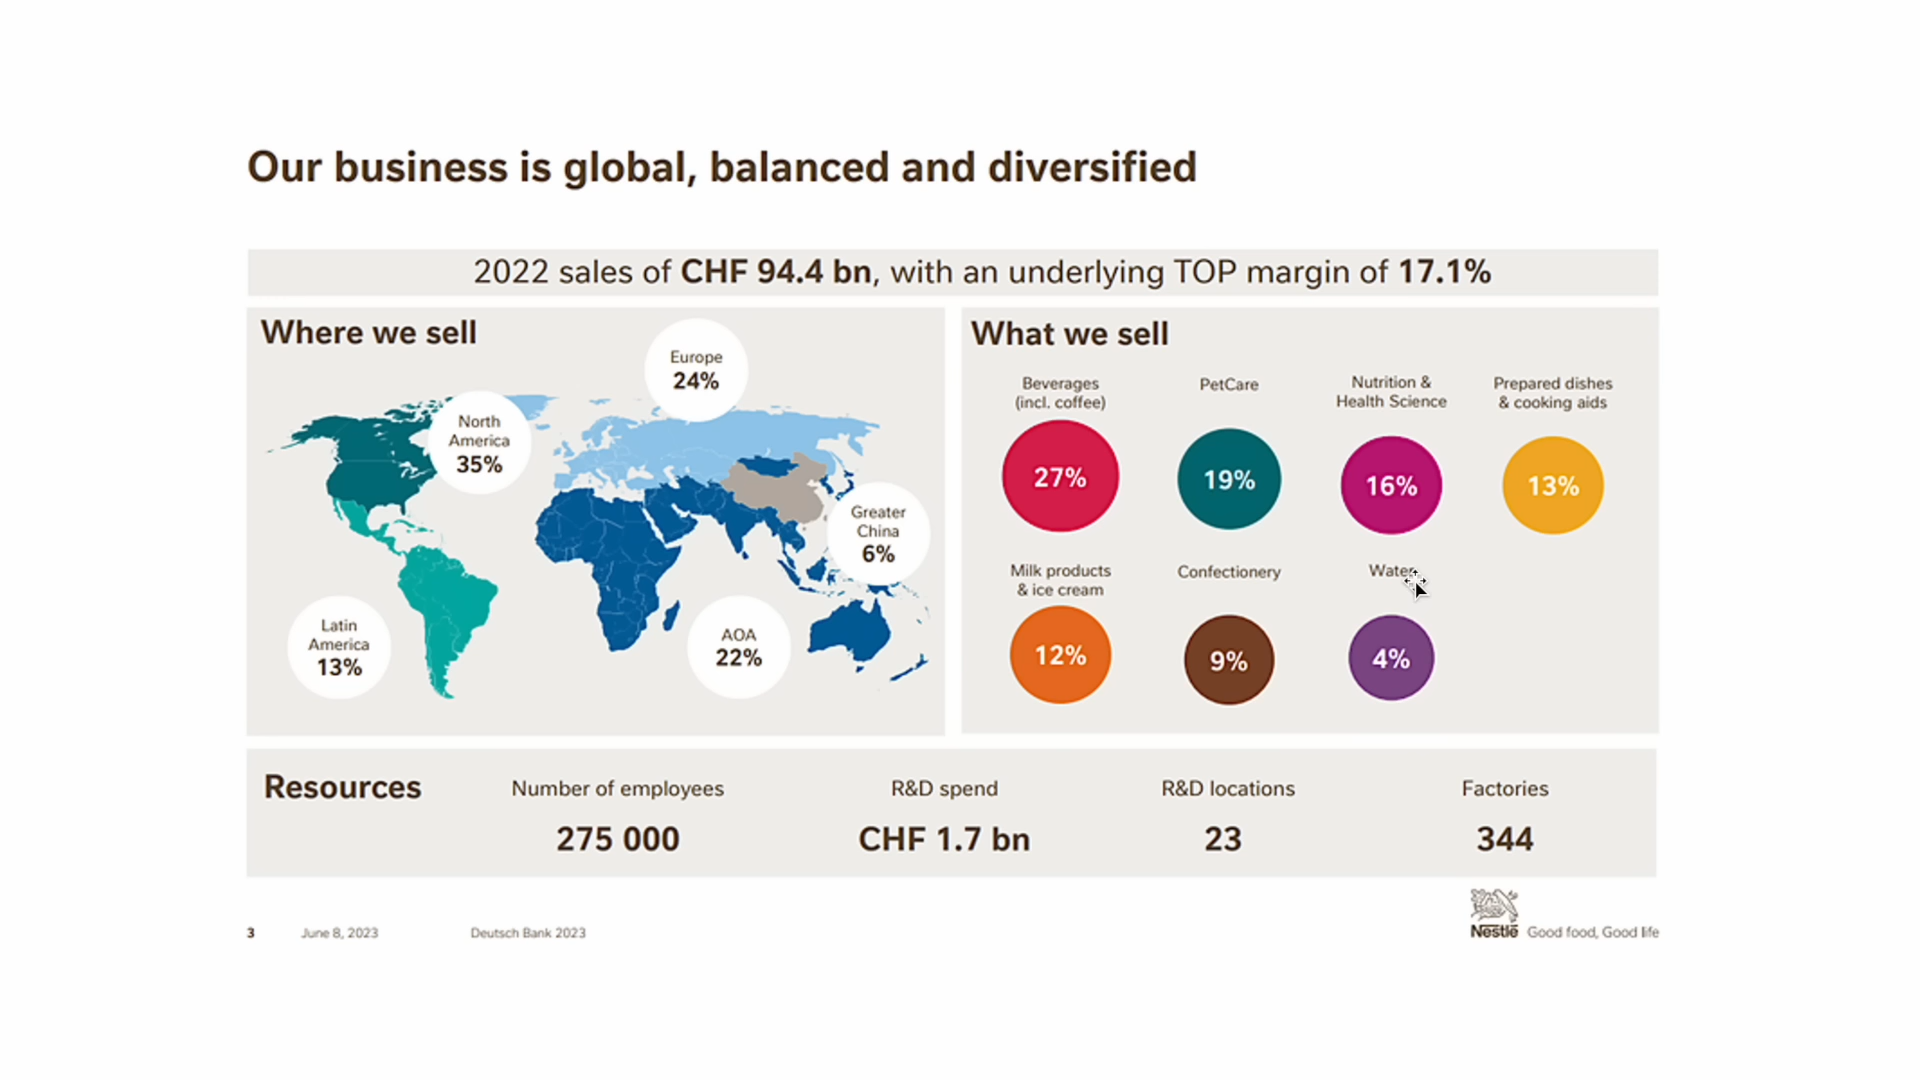 Our business is global, balanced and diversified
2022 sales of CHF 94.4 bn, with an underlying TOP margin of 17.1%
Where we sell
Europe
24%
North
America
35%
Greater
China
6%
Latin
America
13%
AOA
22%
What we sell
Beverages
(incl. coffee)
27%
PetCare
19%
Nutrition &
Health Science
16%
Prepared dishes
& cooking aids
13%
Milk products
& ice cream
12%
Confectionery
9%
Water
4%
Resources
Number of employees
275 000
R&D spend
CHF 1.7 bn
R&D locations
23
Factories
344
3 June 8, 2023 Deutsch Bank 2023
Nestlé Good food, Good life